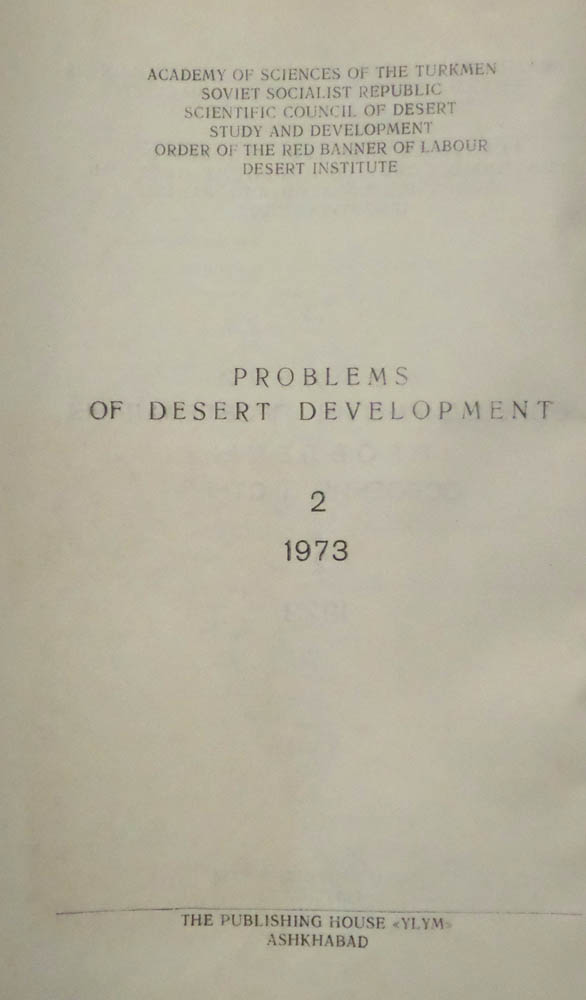 ACADEMY OF SCIENCES OF THE TURKMEN
SOVIET SOCIALIST REPUBLIC
SCIENTIFIC COUNCIL OF DESERT
STUDY AND DEVELOPMENT
ORDER OF THE RED BANNER OF LABOUR
DESERT INSTITUTE
PROBLEMS
OF DESERT DEVELOPMENT
2
1973
THE PUBLISHING HOUSE «YLYM»
ASHKHABAD